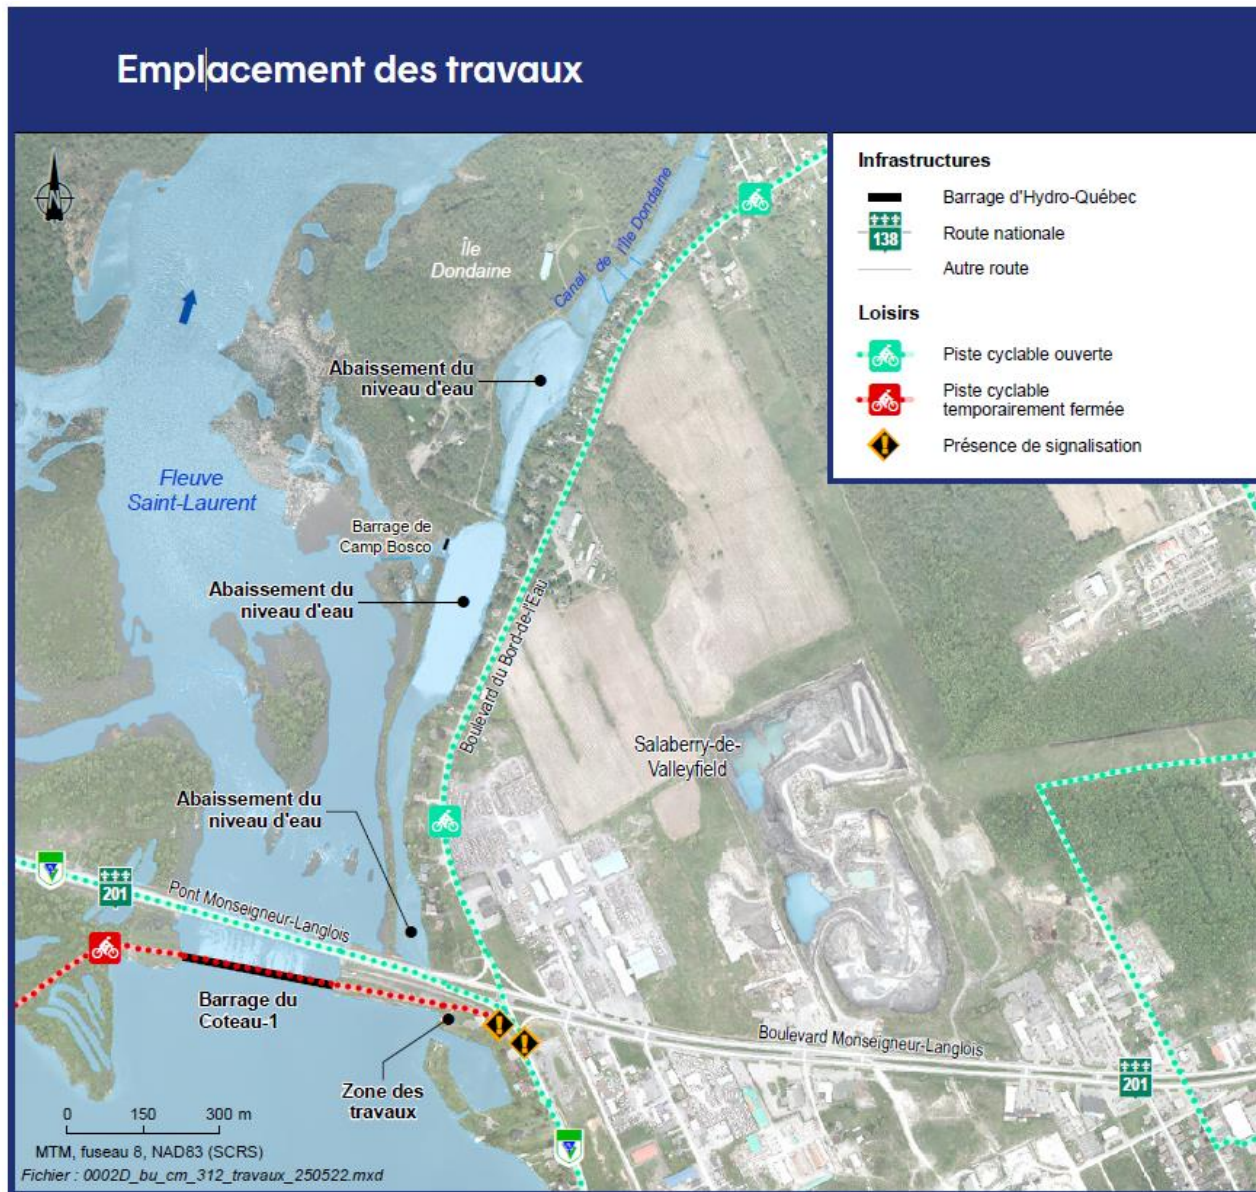 Emplacement des travaux
Infrastructures
Barrage d'Hydro-Québec
138
Route nationale
Autre route
Loisirs
Piste cyclable ouverte
Piste cyclable
temporairement fermée
Présence de signalisation
N
Île
Dondaine
Canal de l'Île Dondaine
Abaissement du
niveau d'eau
Fleuve
Saint-Laurent
Barrage de
Camp Bosco
Abaissement du
niveau d'eau
Boulevard du Bord-de-l'Eau
Salaberry-de-
Valleyfield
Abaissement du
niveau d'eau
201
Pont Monseigneur-Langlois
Barrage du
Coteau-1
Boulevard Monseigneur-Langlois
201
Zone des
travaux
0 150 300 m
MTM, fuseau 8, NAD83 (SCRS)
Fichier : 0002D_bu_cm_312_travaux_250522.mxd